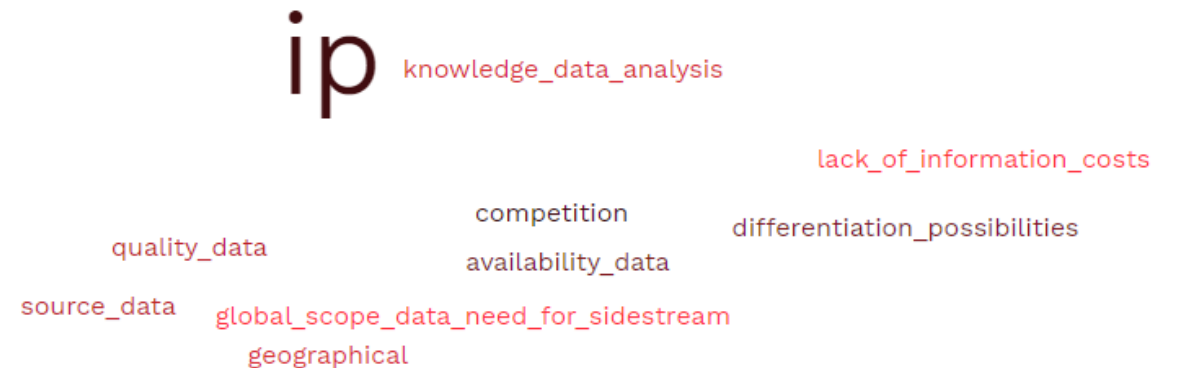 ip
knowledge_data_analysis
lack_of_information_costs
competition
differentiation_possibilities
quality_data
availability_data
source_data
global_scope_data_need_for_sidestream
geographical